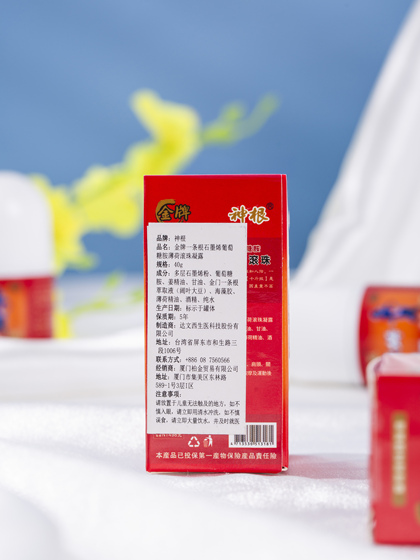 金牌
神根®
品牌：神根
品名：金牌一条根石墨烯葡萄
糖胺薄荷滚珠凝露
规格：40g
成分：多层石墨烯粉、葡萄糖
胺、姜精油、甘油、金门一条根
萃取液（阔叶大豆）、海藻胶、
薄荷精油、酒精、纯水
生产日期：标示于罐体
保质期：5年
制造商：达文西生医科技股份有
限公司
地址：台湾省屏东市和生路三
段1006号
联系方式：+886 08 7560566
经销商：厦门柏金贸易有限公司
地址：厦门市集美区东林路
589-1号3层1区
注意事项：
请放置于儿童无法触及的地方，如不
慎入眼，请立即用清水冲洗，如不慎
误食，请立即大量饮水，并及时就医
本產品已投保第一產物保險產品責任險